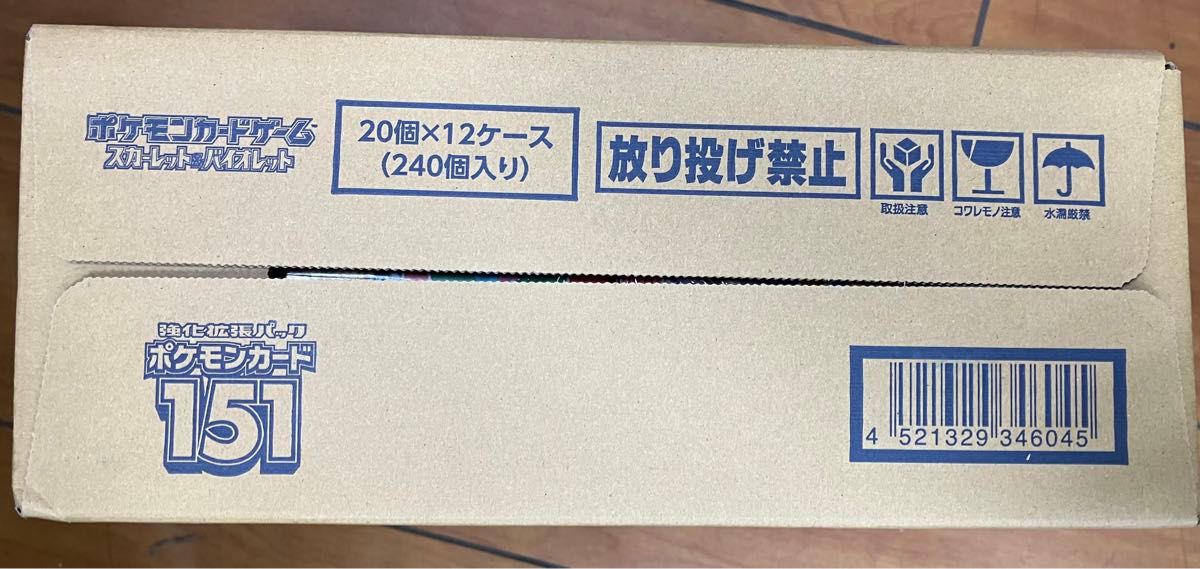 ポケモンカードゲーム
スカーレット&バイオレット
20個×12ケース
(240個入り)
放り投げ禁止
取扱注意
コワレモノ注意
水濡厳禁
強化拡張パック
ポケモンカード
151
4 521329 346045